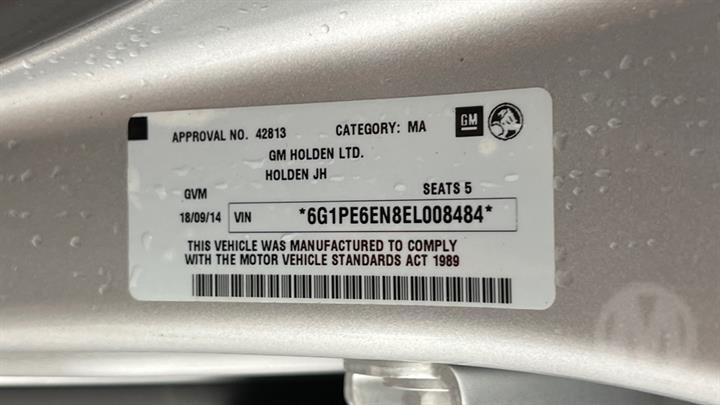 APPROVAL NO. 42813 CATEGORY: MA GM
GM HOLDEN LTD.
HOLDEN JH
GVM SEATS 5
18/09/14 VIN *6G1PE6EN8EL008484*
THIS VEHICLE WAS MANUFACTURED TO COMPLY
WITH THE MOTOR VEHICLE STANDARDS ACT 1989
M